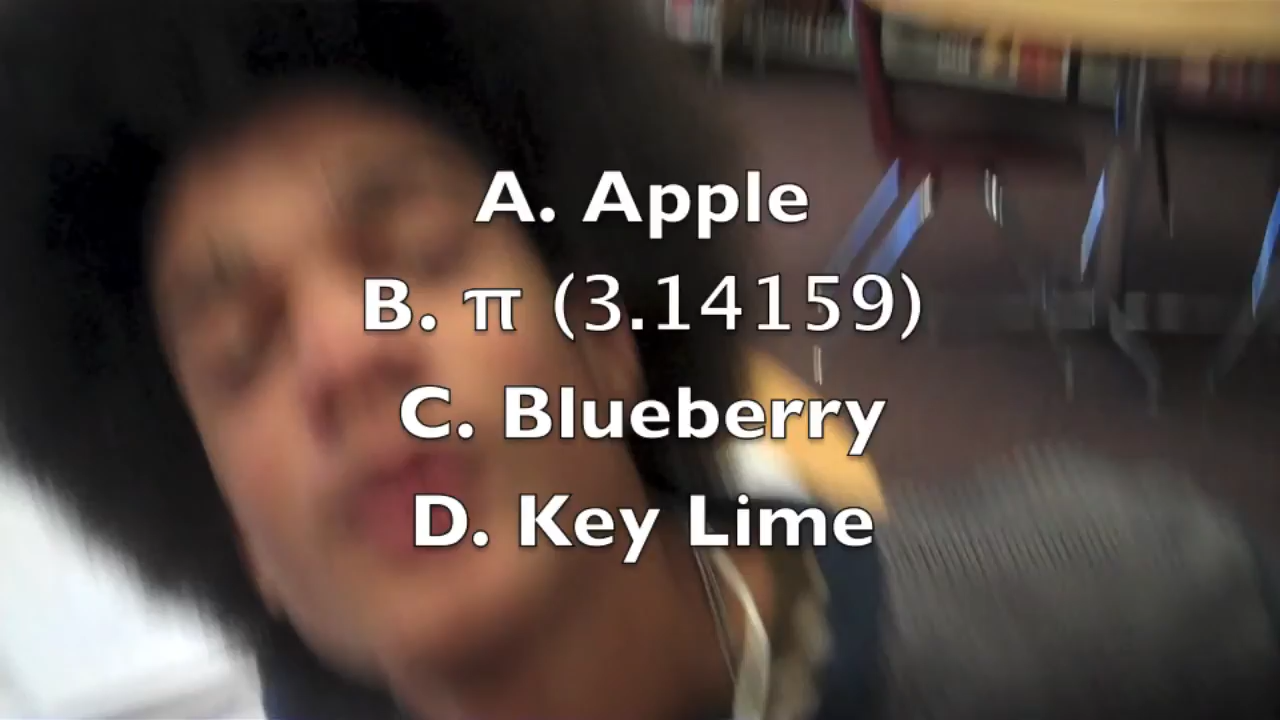 A. Apple
B. π (3.14159)
C. Blueberry
D. Key Lime